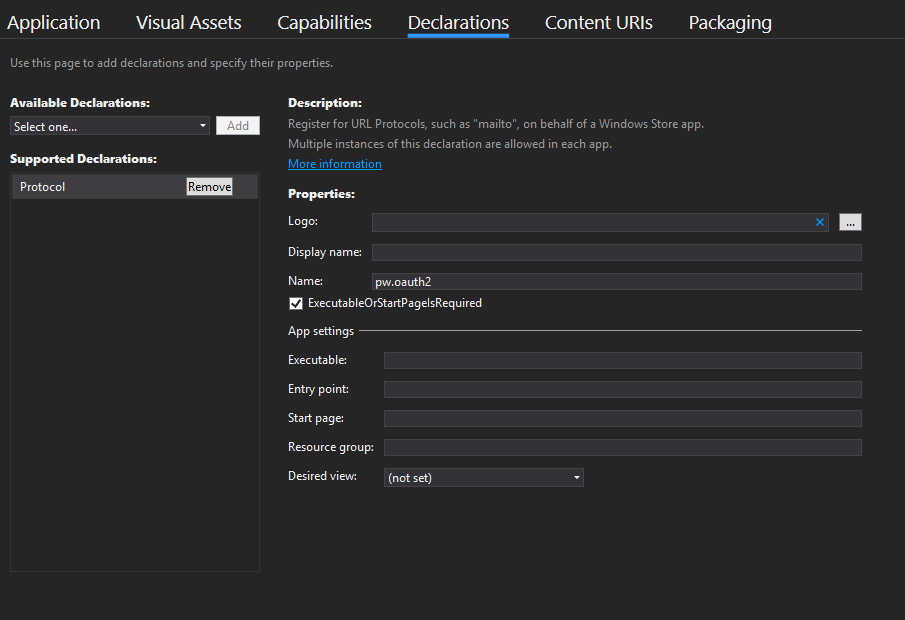 Application Visual Assets Capabilities Declarations Content URIs Packaging
Use this page to add declarations and specify their properties.
Available Declarations:
Select one...
Add
Supported Declarations:
Protocol
Remove
Description:
Register for URL Protocols, such as "mailto", on behalf of a Windows Store app.
Multiple instances of this declaration are allowed in each app.
More information
Properties:
Logo:
...
Display name:
Name: pw.oauth2
ExecutableOrStartPageIsRequired
App settings
Executable:
Entry point:
Start page:
Resource group:
Desired view: (not set)